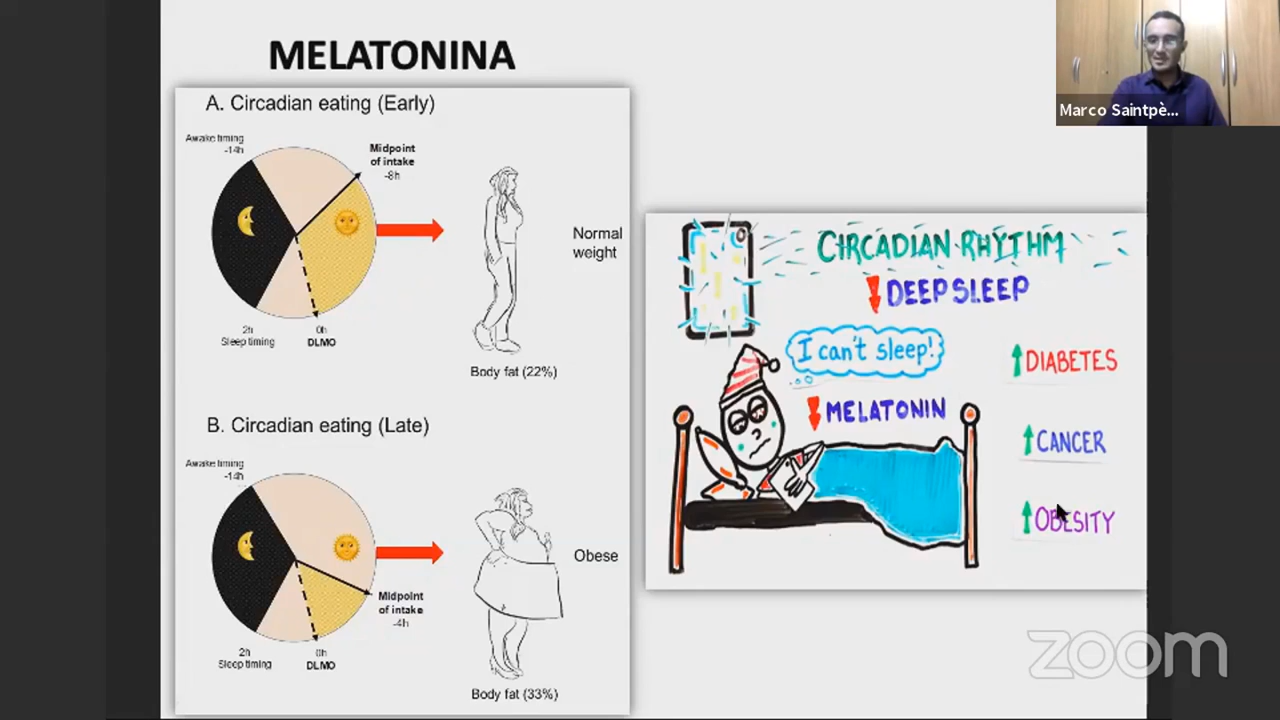 MELATONINA
A. Circadian eating (Early)
Awake timing
-14h
Midpoint
of intake
-8h
Normal
weight
2h
Sleep timing
0h
DLMO
Body fat (22%)
B. Circadian eating (Late)
Awake timing
-14h
Obese
Midpoint
of intake
-4h
2h
Sleep timing
0h
DLMO
Body fat (33%)
CIRCADIAN RHYTHM
DEEP SLEEP
I can't sleep!
MELATONIN
DIABETES
CANCER
OBESITY
Marco Saintpè...
zoom